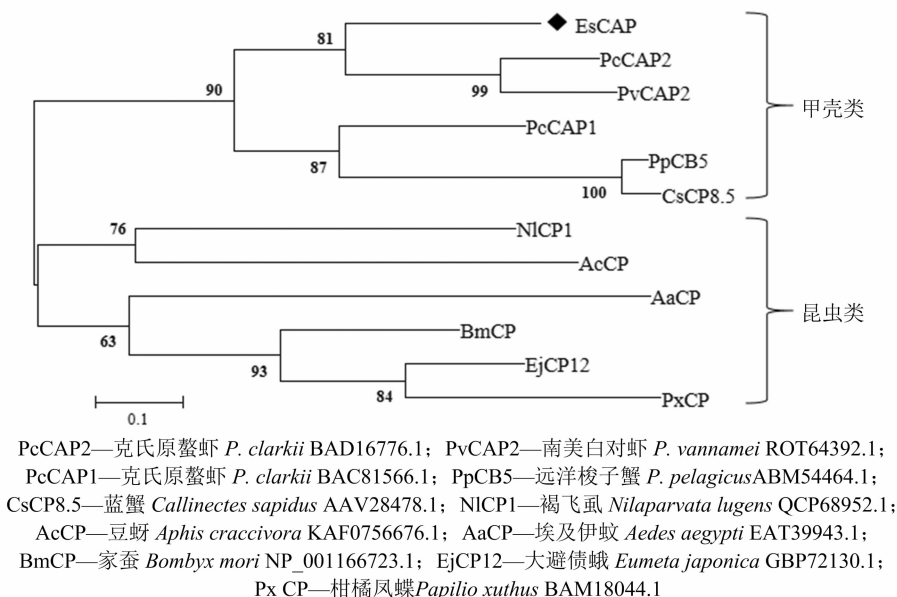 81
EsCAP
PcCAP2
90
99
PvCAP2
甲壳类
PcCAP1
87
PpCB5
100
CsCP8.5
76
NlCP1
AcCP
AaCP
昆虫类
63
BmCP
93
EjCP12
84
PxCP
0.1
PcCAP2—克氏原螯虾 P. clarkii BAD16776.1；PvCAP2—南美白对虾 P. vannamei ROT64392.1；
PcCAP1—克氏原螯虾 P. clarkii BAC81566.1；PpCB5—远洋梭子蟹 P. pelagicusABM54464.1；
CsCP8.5—蓝蟹 Callinectes sapidus AAV28478.1；NlCP1—褐飞虱 Nilaparvata lugens QCP68952.1；
AcCP—豆蚜 Aphis craccivora KAF0756676.1；AaCP—埃及伊蚊 Aedes aegypti EAT39943.1；
BmCP—家蚕 Bombyx mori NP_001166723.1；EjCP12—大避债蛾 Eumeta japonica GBP72130.1；
Px CP—柑橘凤蝶Papilio xuthus BAM18044.1